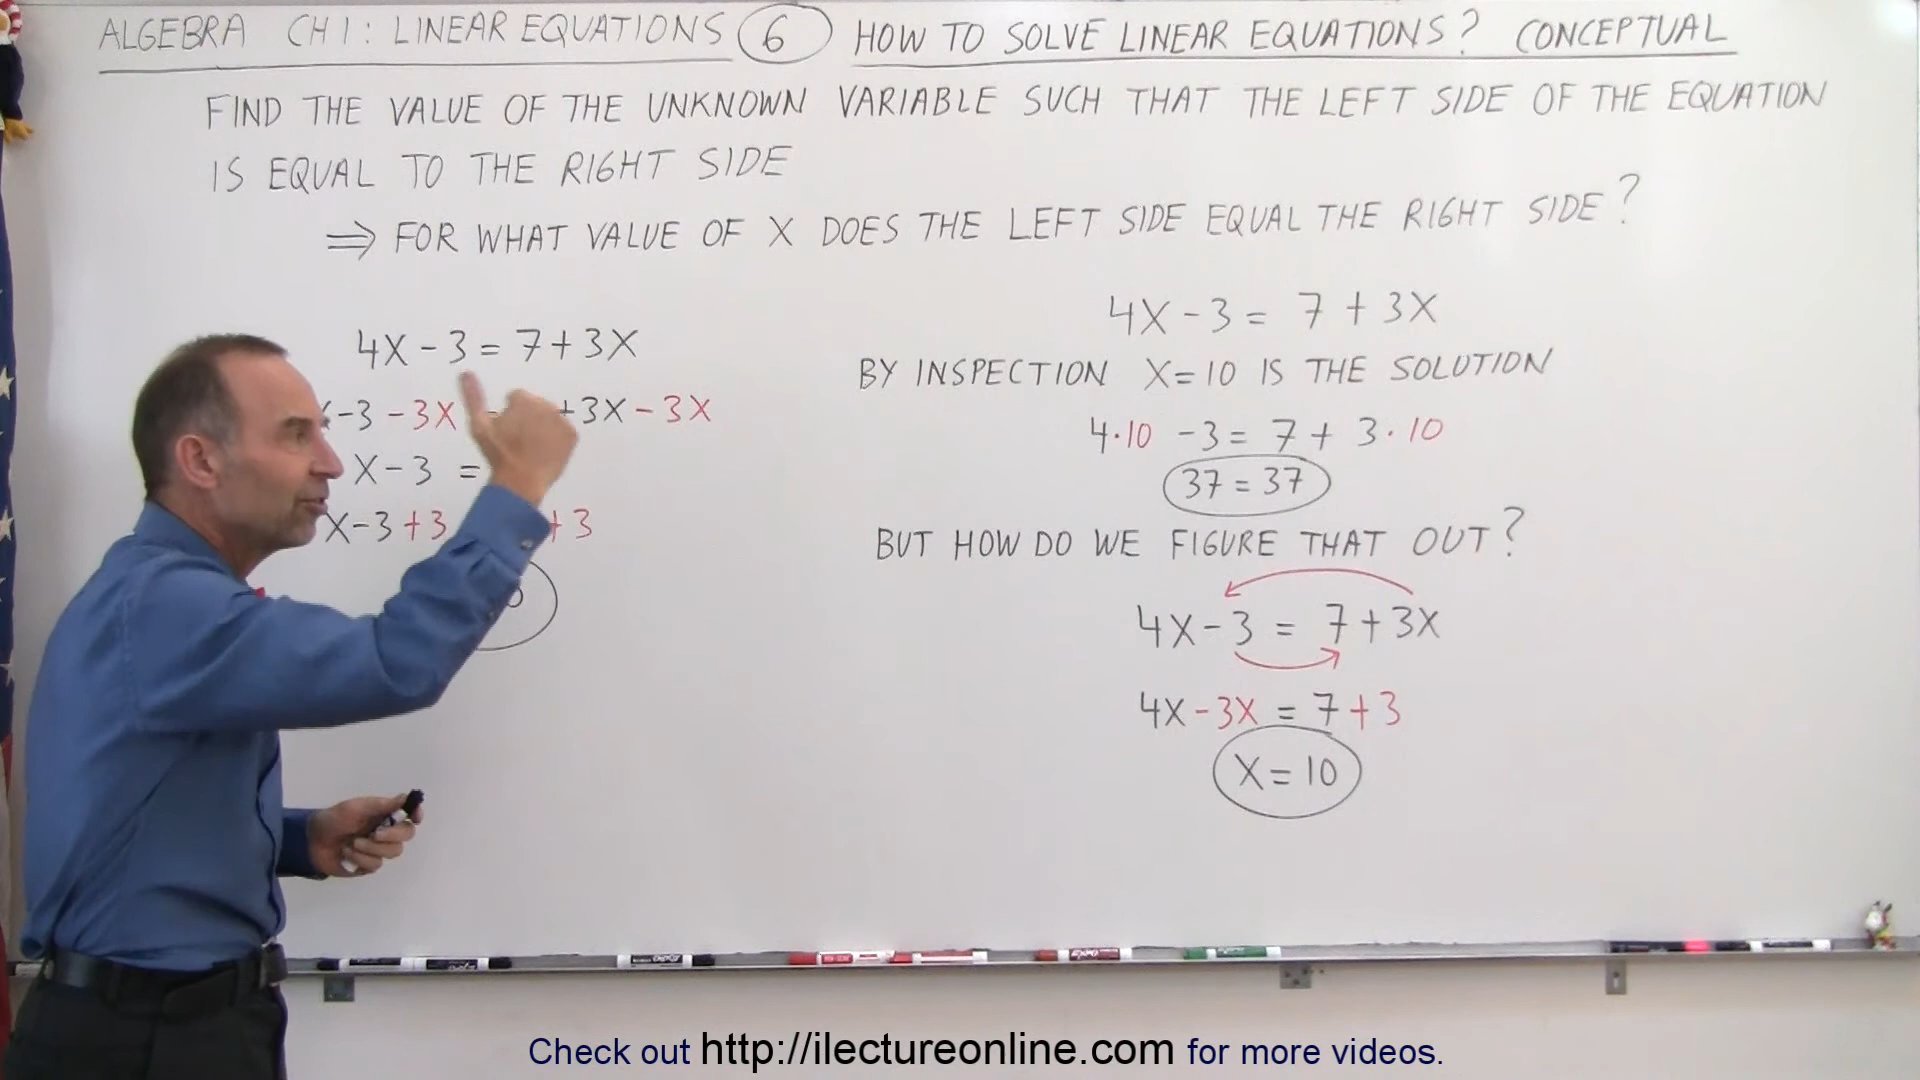 ALGEBRA CH 1: LINEAR EQUATIONS 6 HOW TO SOLVE LINEAR EQUATIONS? CONCEPTUAL
FIND THE VALUE OF THE UNKNOWN VARIABLE SUCH THAT THE LEFT SIDE OF THE EQUATION
IS EQUAL TO THE RIGHT SIDE
⇒ FOR WHAT VALUE OF X DOES THE LEFT SIDE EQUAL THE RIGHT SIDE?
4X - 3 = 7 + 3X
-3 - 3X +3X - 3X
X - 3 =
X - 3 + 3 + 3
4X - 3 = 7 + 3X
BY INSPECTION X = 10 IS THE SOLUTION
4·10 - 3 = 7 + 3·10
37 = 37
BUT HOW DO WE FIGURE THAT OUT?
4X - 3 = 7 + 3X
4X - 3X = 7 + 3
X = 10
Check out http://ilectureonline.com for more videos.